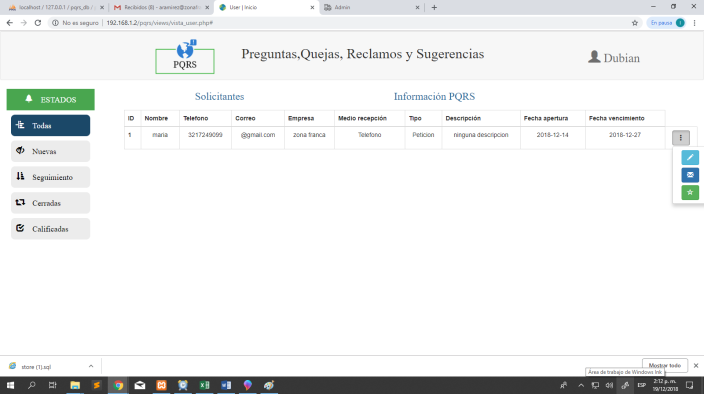 localhost / 127.0.0.1 / pqrs_db /
Recibidos (8) - aramirez@zonafr
User | Inicio
Admin
No es seguro | 192.168.1.2/pqrs/views/vista_user.php#
En pausa
1
PQRS
Preguntas,Quejas, Reclamos y Sugerencias
Dubian
ESTADOS
Todas
Nuevas
Seguimiento
Cerradas
Calificadas
Solicitantes
Información PQRS
ID Nombre Telefono Correo Empresa Medio recepción Tipo Descripción Fecha apertura Fecha vencimiento
1 maria 3217249099 @gmail.com zona franca Telefono Peticion ninguna descripcion 2018-12-14 2018-12-27
store (1).sql
Mostrar todo
Área de trabajo de Windows Ink
ESP
2:12 p. m.
19/12/2018